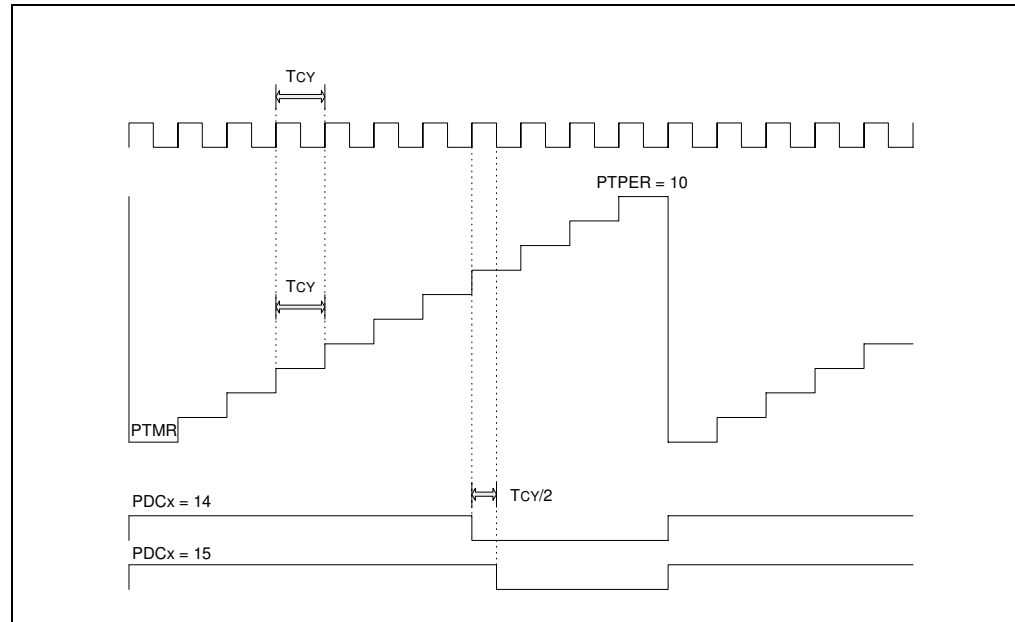 TCY
PTPER = 10
TCY
PTMR
TCY/2
PDCx = 14
PDCx = 15